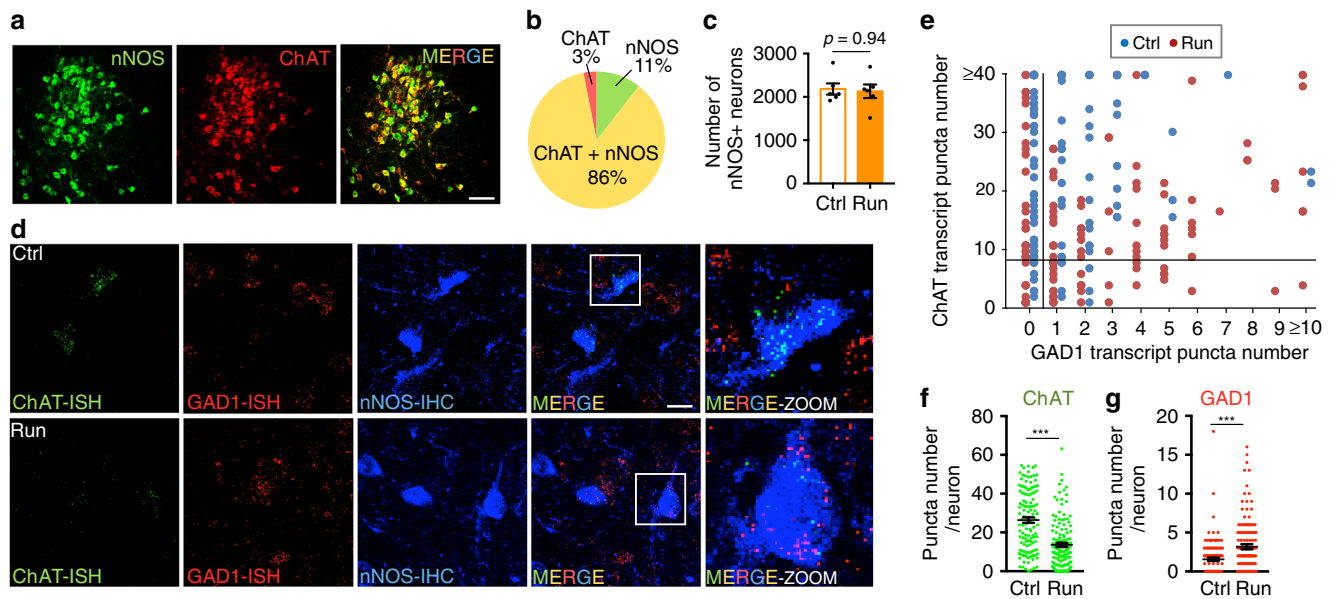 a
nNOS
ChAT
MERGE
b
ChAT
3%
nNOS
11%
ChAT + nNOS
86%
c
p = 0.94
Number of
nNOS+ neurons
3000
2000
1000
0
Ctrl Run
d
Ctrl
ChAT-ISH
GAD1-ISH
nNOS-IHC
MERGE
MERGE-ZOOM
Run
ChAT-ISH
GAD1-ISH
nNOS-IHC
MERGE
MERGE-ZOOM
e
Ctrl Run
ChAT transcript puncta number
≥40
30
20
10
0
0 1 2 3 4 5 6 7 8 9 ≥10
GAD1 transcript puncta number
f
ChAT
Puncta number
/neuron
80
60
40
20
0
***
Ctrl Run
g
GAD1
Puncta number
/neuron
20
15
10
5
0
***
Ctrl Run